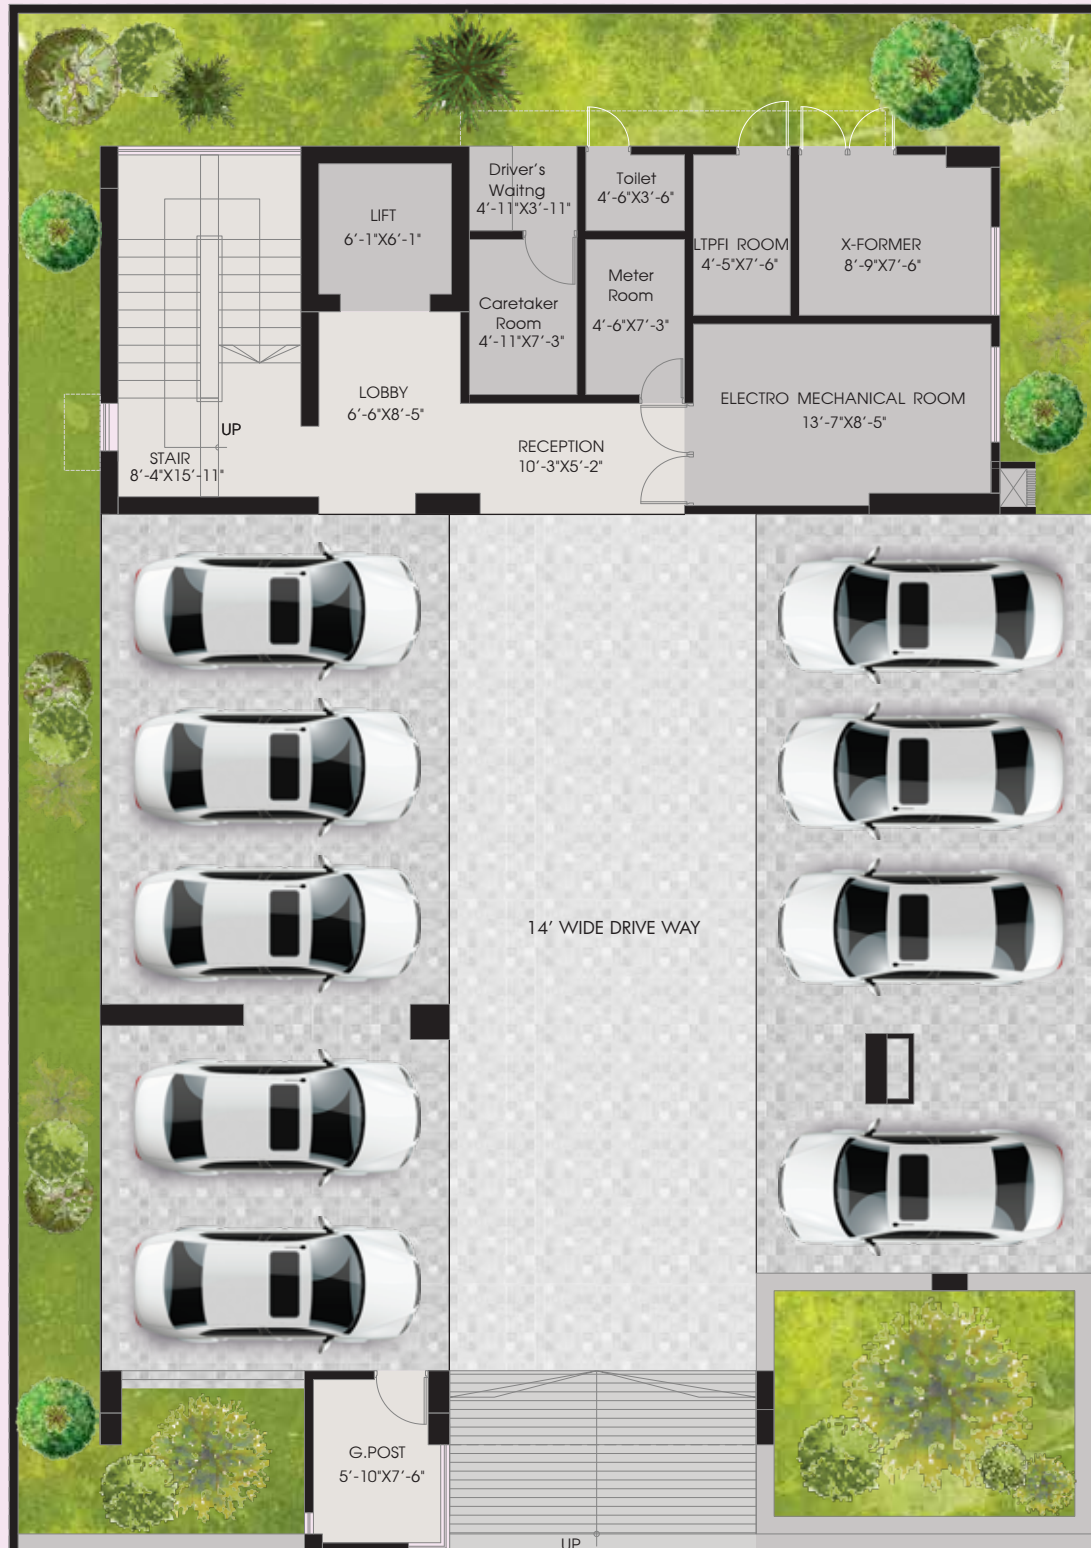 Driver's
Waitng
4'-11"X3'-11"
Toilet
4'-6"X3'-6"
LIFT
6'-1"X6'-1"
LTPFI ROOM
4'-5"X7'-6"
X-FORMER
8'-9"X7'-6"
Meter
Room
4'-6"X7'-3"
Caretaker
Room
4'-11"X7'-3"
LOBBY
6'-6"X8'-5"
ELECTRO MECHANICAL ROOM
13'-7"X8'-5"
UP
RECEPTION
10'-3"X5'-2"
STAIR
8'-4"X15'-11"
14' WIDE DRIVE WAY
G.POST
5'-10"X7'-6"
UP